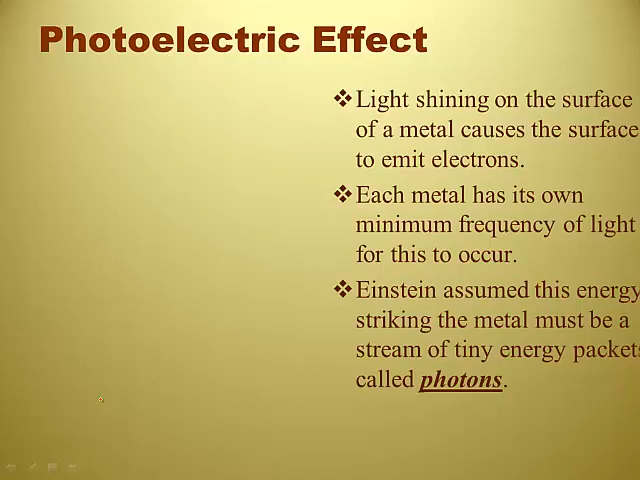 Photoelectric Effect
❖Light shining on the surface
of a metal causes the surface
to emit electrons.
❖Each metal has its own
minimum frequency of light
for this to occur.
❖Einstein assumed this energy
striking the metal must be a
stream of tiny energy packets
called photons.